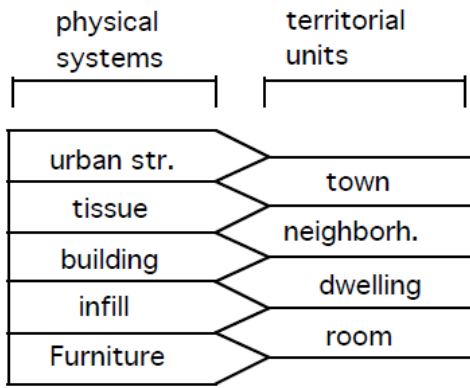 physical
systems
territorial
units
urban str.
town
tissue
neighborh.
building
dwelling
infill
room
Furniture